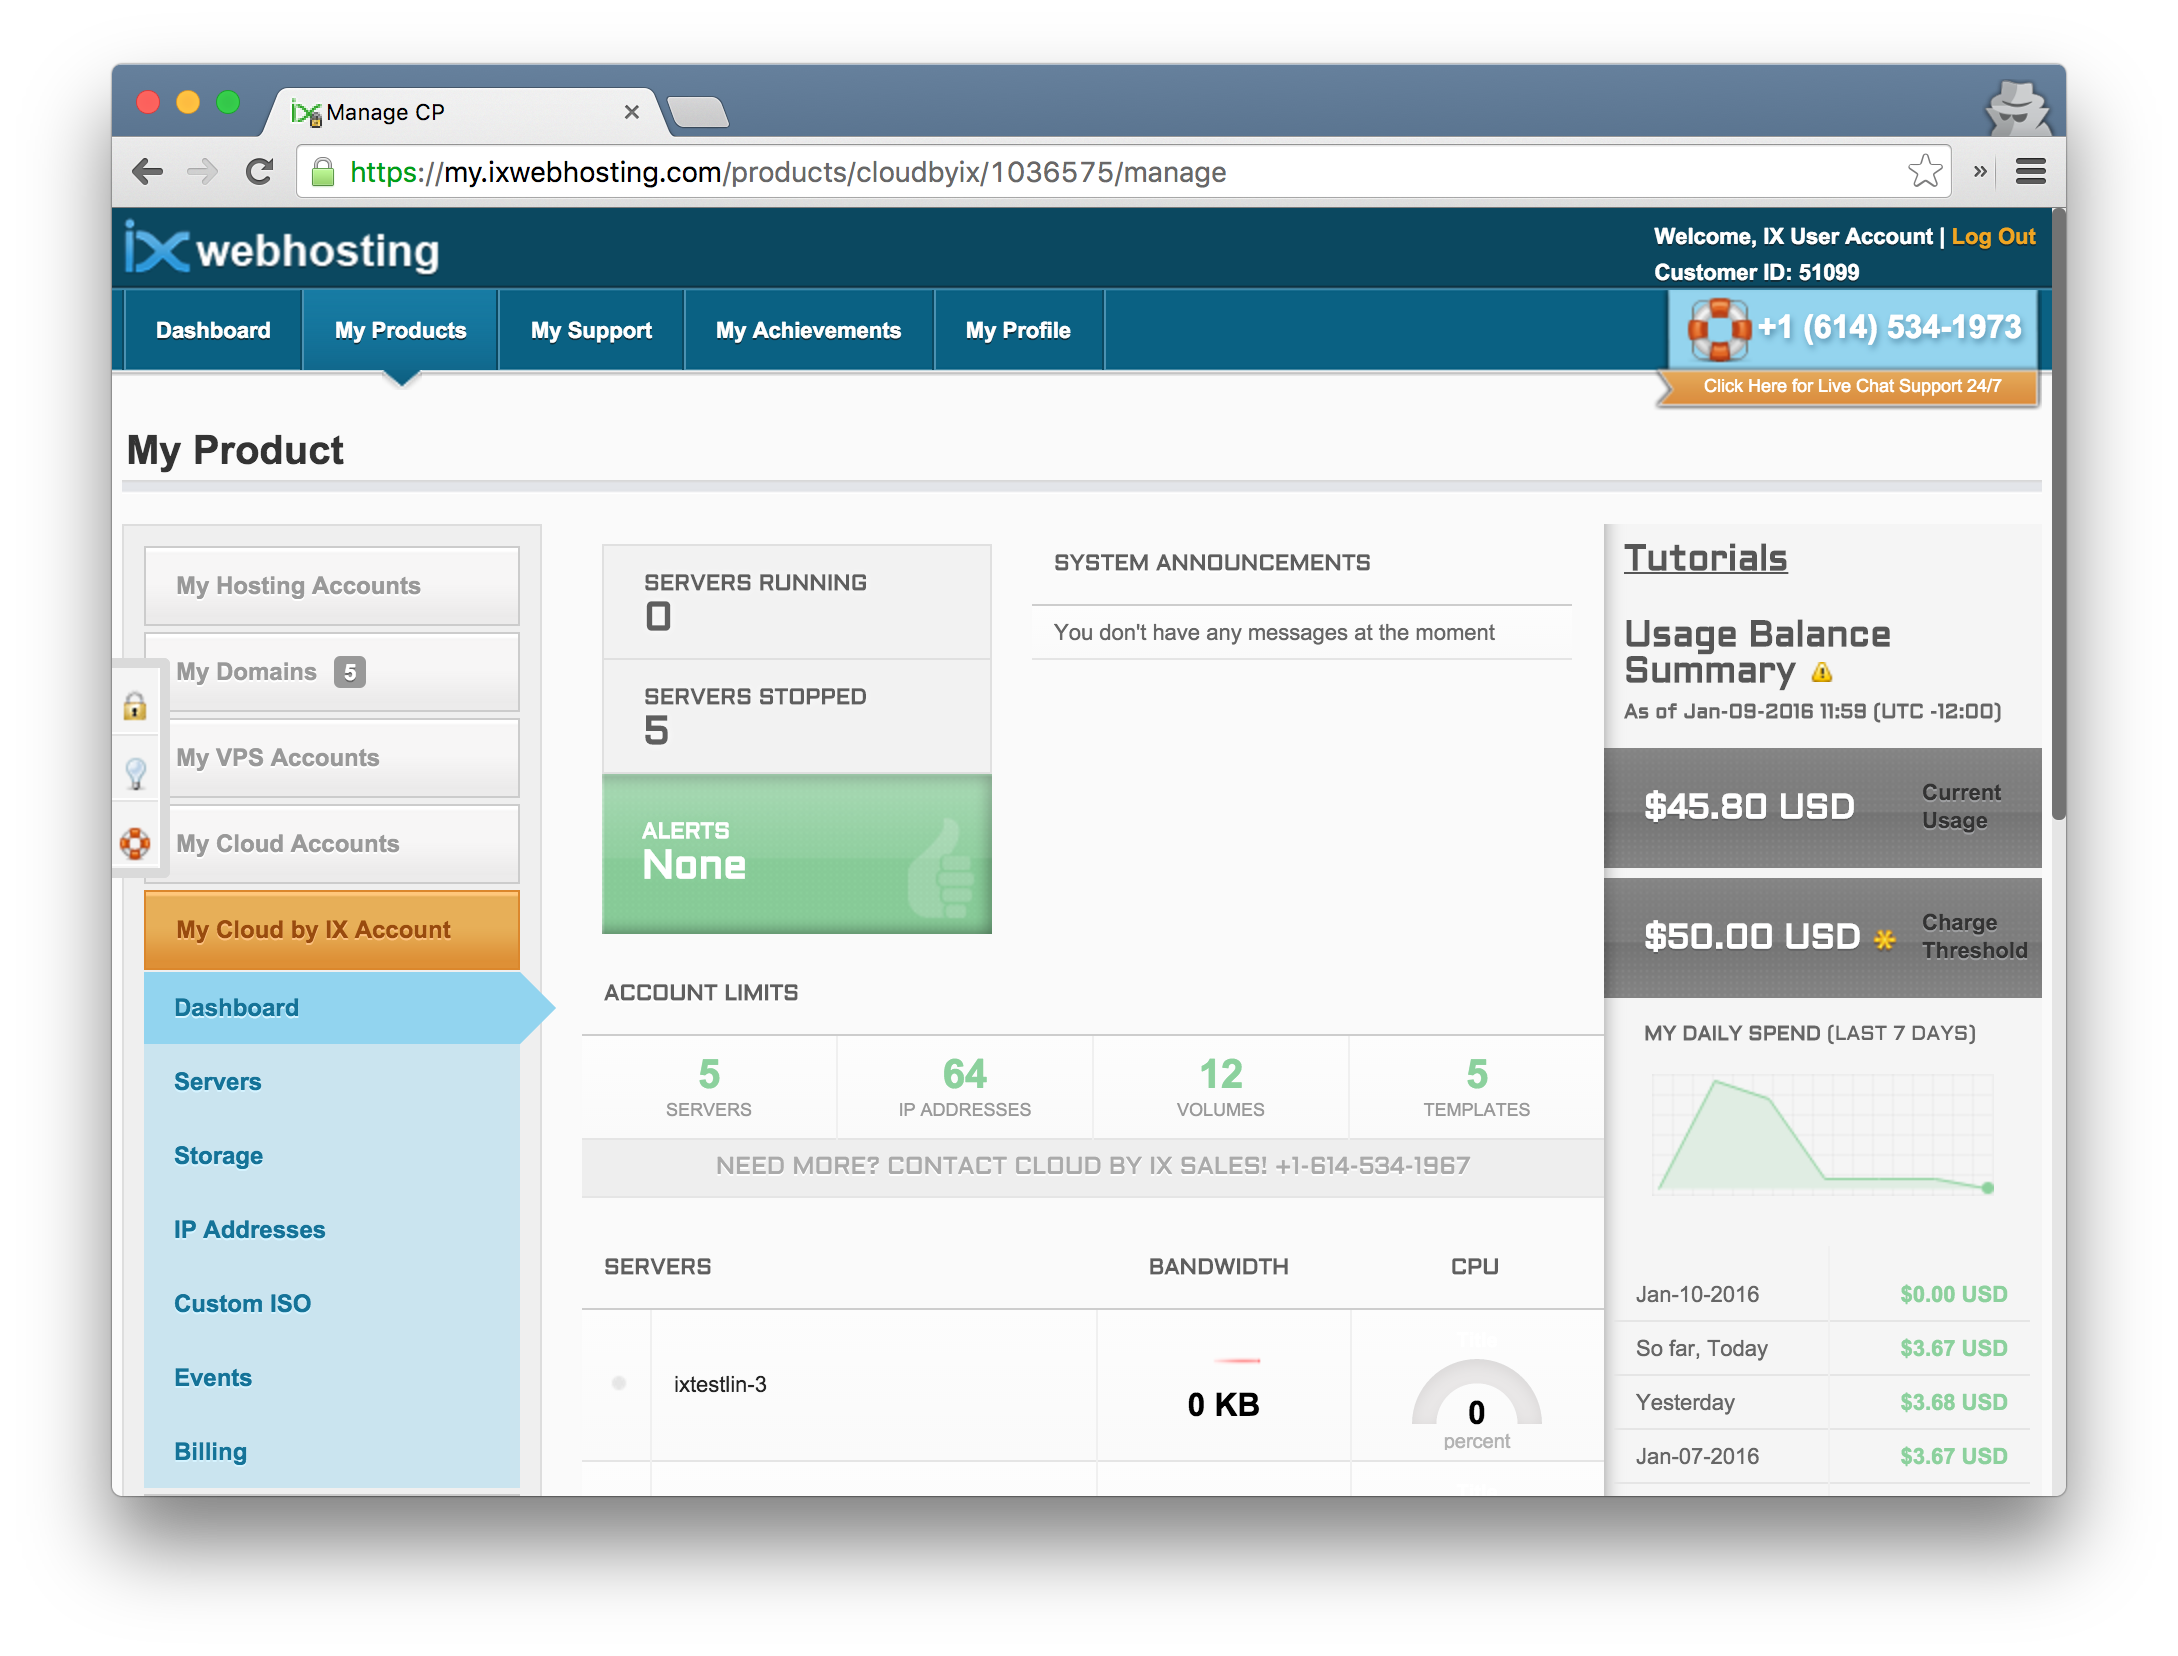 Manage CP
https://my.ixwebhosting.com/products/cloudbyix/1036575/manage
ix webhosting
Welcome, IX User Account | Log Out
Customer ID: 51099
Dashboard
My Products
My Support
My Achievements
My Profile
+1 (614) 534-1973
Click Here for Live Chat Support 24/7
My Product
My Hosting Accounts
My Domains 5
My VPS Accounts
My Cloud Accounts
My Cloud by IX Account
Dashboard
Servers
Storage
IP Addresses
Custom ISO
Events
Billing
SERVERS RUNNING
0
SERVERS STOPPED
5
ALERTS
None
SYSTEM ANNOUNCEMENTS
You don't have any messages at the moment
ACCOUNT LIMITS
5
SERVERS
64
IP ADDRESSES
12
VOLUMES
5
TEMPLATES
NEED MORE? CONTACT CLOUD BY IX SALES! +1-614-534-1967
SERVERS
BANDWIDTH
CPU
ixtestlin-3
0 KB
0
percent
Tutorials
Usage Balance
Summary
As of Jan-09-2016 11:59 (UTC -12:00)
$45.80 USD
Current
Usage
$50.00 USD *
Charge
Threshold
MY DAILY SPEND (LAST 7 DAYS)
Jan-10-2016 $0.00 USD
So far, Today $3.67 USD
Yesterday $3.68 USD
Jan-07-2016 $3.67 USD